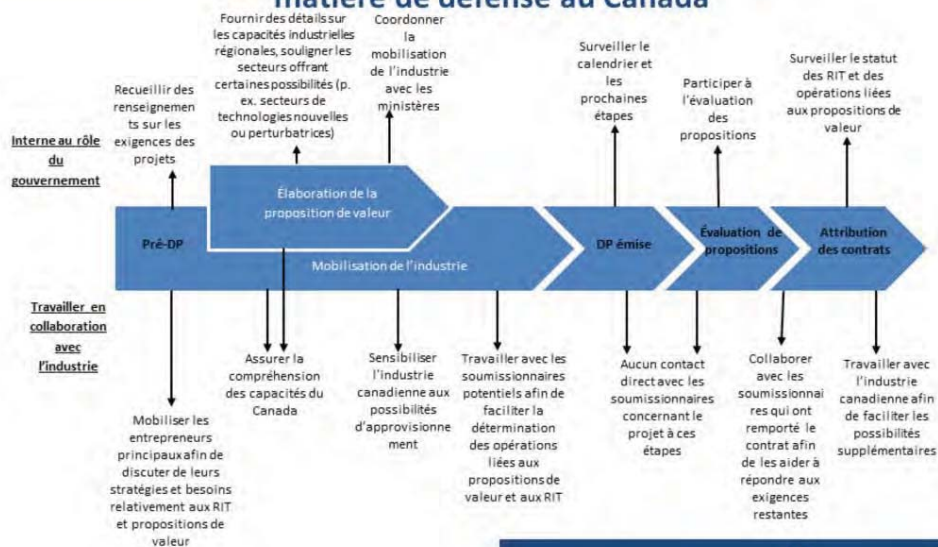 matière de défense au Canada
Interne au rôle
du
gouvernement
Recueillir des
renseignemen
ts sur les
exigences des
projets
Fournir des détails sur
les capacités industrielles
régionales, souligner les
secteurs offrant
certaines possibilités (p.
ex. secteurs de
technologies nouvelles
ou perturbatrices)
Coordonner
la
mobilisation
de l'industrie
avec les
ministères
Surveiller le
calendrier et
les
prochaines
étapes
Participer à
l'évaluation
des
propositions
Surveiller le statut
des RIT et des
opérations liées
aux propositions de
valeur
Élaboration de la
proposition de valeur
Pré-DP
Mobilisation de l'industrie
DP émise
Évaluation de
propositions
Attribution
des contrats
Travailler en
collaboration
avec
l'industrie
Mobiliser les
entrepreneurs
principaux afin de
discuter de leurs
stratégies et besoins
relativement aux RIT
et propositions de
valeur
Assurer la
compréhension
des capacités du
Canada
Sensibiliser
l'industrie
canadienne aux
possibilités
d'approvisionne
ment
Travailler avec les
soumissionnaires
potentiels afin de
faciliter la
détermination
des opérations
liées aux
propositions de
valeur et aux RIT
Aucun contact
direct avec les
soumissionnaires
concernant le
projet à ces
étapes
Collaborer
avec les
soumissionnai
res qui ont
remporté le
contrat afin
de les aider à
répondre aux
exigences
restantes
Travailler avec
l'industrie
canadienne afin
de faciliter les
possibilités
supplémentaires